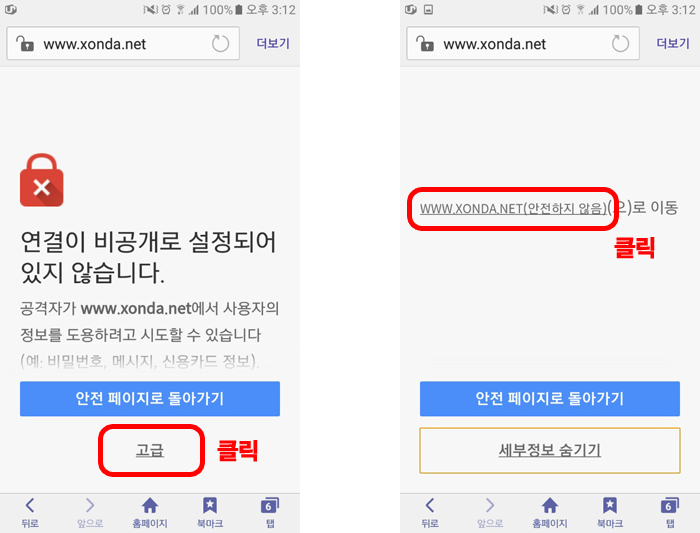 100% 오후 3:12
www.xonda.net
더보기
연결이 비공개로 설정되어
있지 않습니다.
공격자가 www.xonda.net에서 사용자의
정보를 도용하려고 시도할 수 있습니다
(예: 비밀번호, 메시지, 신용카드 정보).
안전 페이지로 돌아가기
고급
클릭
뒤로
앞으로
홈페이지
북마크
6
탭
100% 오후 3:12
www.xonda.net
더보기
WWW.XONDA.NET(안전하지 않음)(으)로 이동
클릭
안전 페이지로 돌아가기
세부정보 숨기기
뒤로
앞으로
홈페이지
북마크
6
탭